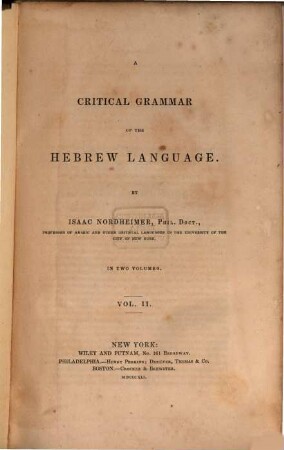 A
CRITICAL GRAMMAR
OF THE
HEBREW LANGUAGE.
BY
ISAAC NORDHEIMER, Phil. Doct.,
PROFESSOR OF ARABIC AND OTHER ORIENTAL LANGUAGES IN THE UNIVERSITY OF THE
CITY OF NEW YORK.
IN TWO VOLUMES.
VOL. II.
NEW YORK:
WILEY AND PUTNAM, No. 161 Broadway.
PHILADELPHIA.—Henry Perkins; Desilver, Thomas & Co.
BOSTON.—Crocker & Brewster.
MDCCCXLI.